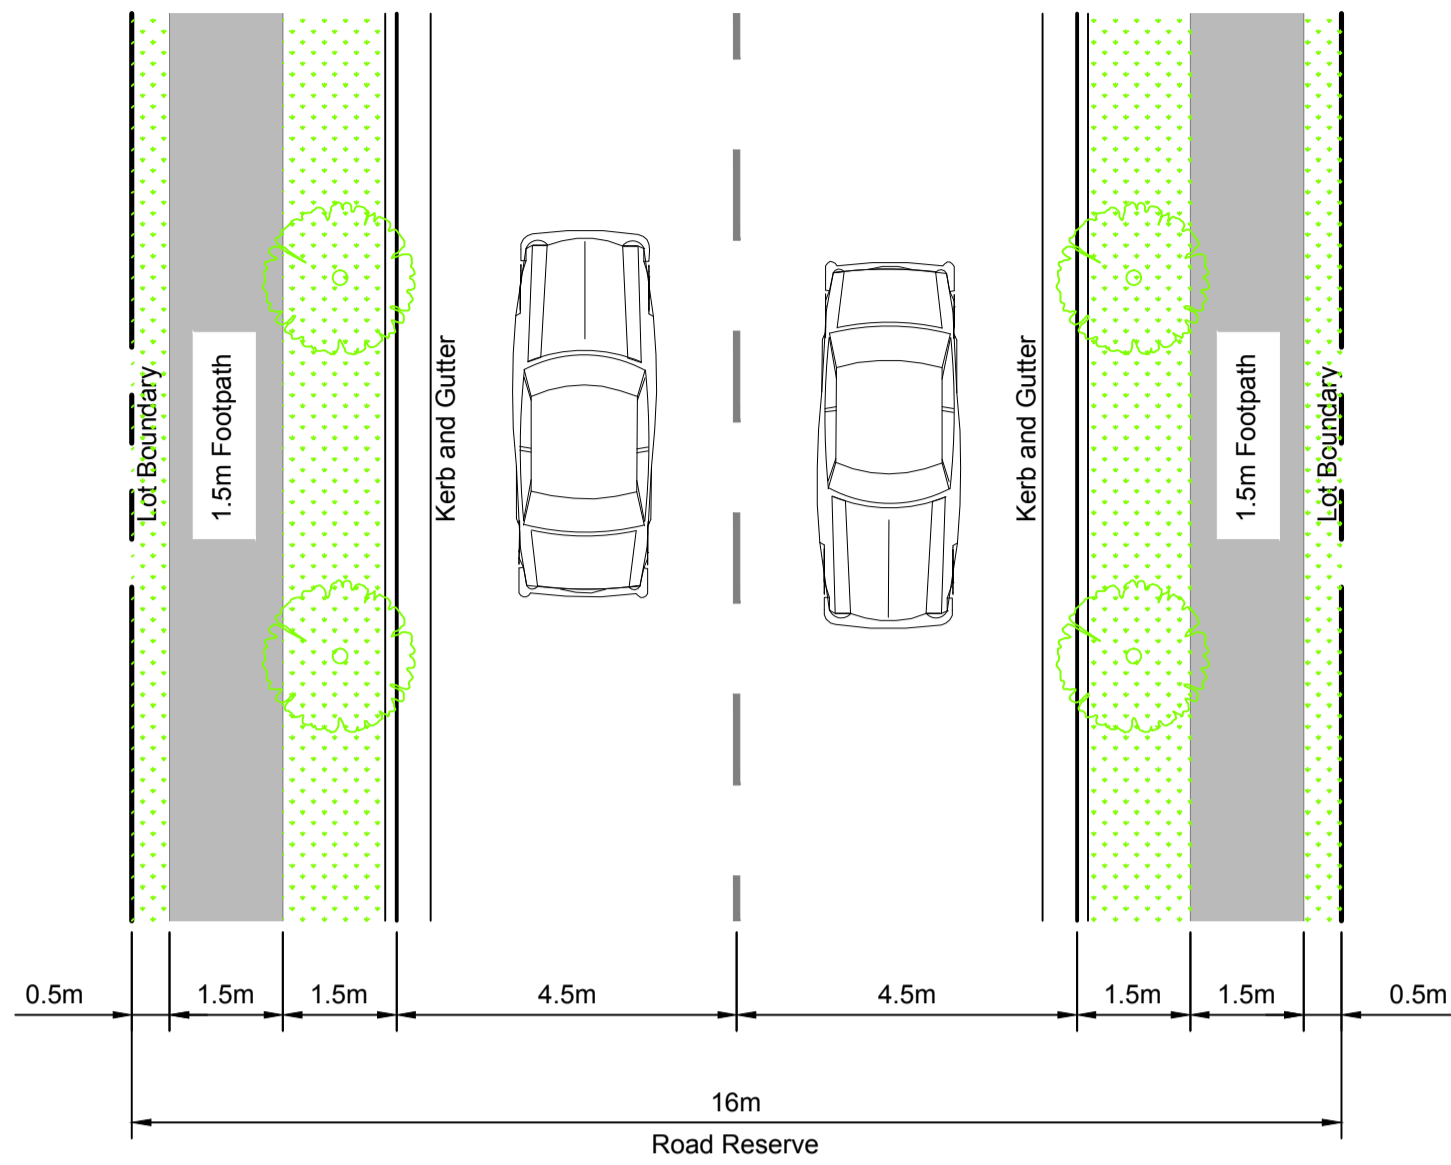 Lot Boundary
1.5m Footpath
Kerb and Gutter
Kerb and Gutter
1.5m Footpath
Lot Boundary
0.5m
1.5m
1.5m
4.5m
4.5m
1.5m
1.5m
0.5m
16m
Road Reserve